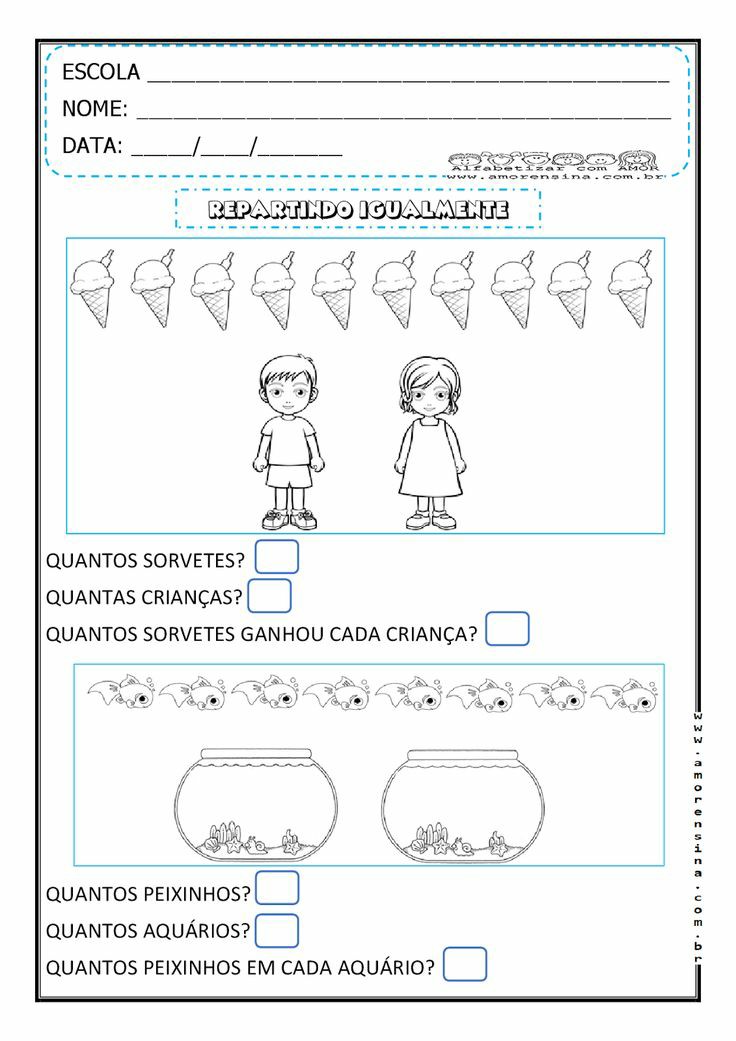 ESCOLA ___________________________________________
NOME: ____________________________________________
DATA: _____/____/_______
Alfabetizar com AMOR
www.amorensina.com.br
REPARTINDO IGUALMENTE
QUANTOS SORVETES?
QUANTAS CRIANÇAS?
QUANTOS SORVETES GANHOU CADA CRIANÇA?
QUANTOS PEIXINHOS?
QUANTOS AQUÁRIOS?
QUANTOS PEIXINHOS EM CADA AQUÁRIO?
www.amorensina.com.br